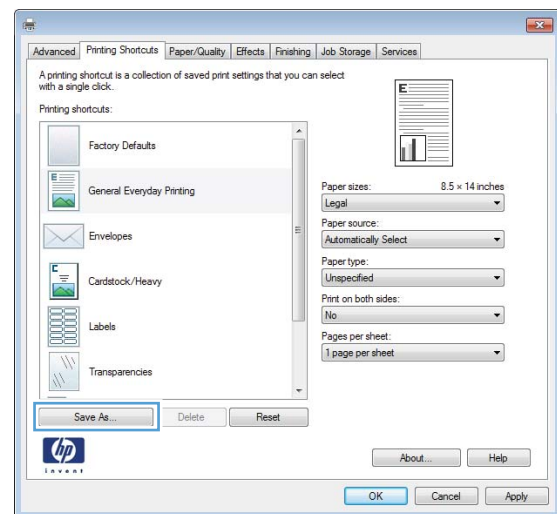 Advanced Printing Shortcuts Paper/Quality Effects Finishing Job Storage Services
A printing shortcut is a collection of saved print settings that you can select
with a single click.
Printing shortcuts:
Factory Defaults
E
General Everyday Printing
Envelopes
Cardstock/Heavy
Labels
Transparencies
Save As... Delete Reset
E
Paper sizes: 8.5 × 14 inches
Legal
Paper source:
Automatically Select
Paper type:
Unspecified
Print on both sides:
No
Pages per sheet:
1 page per sheet
hp
invent
About... Help
OK Cancel Apply